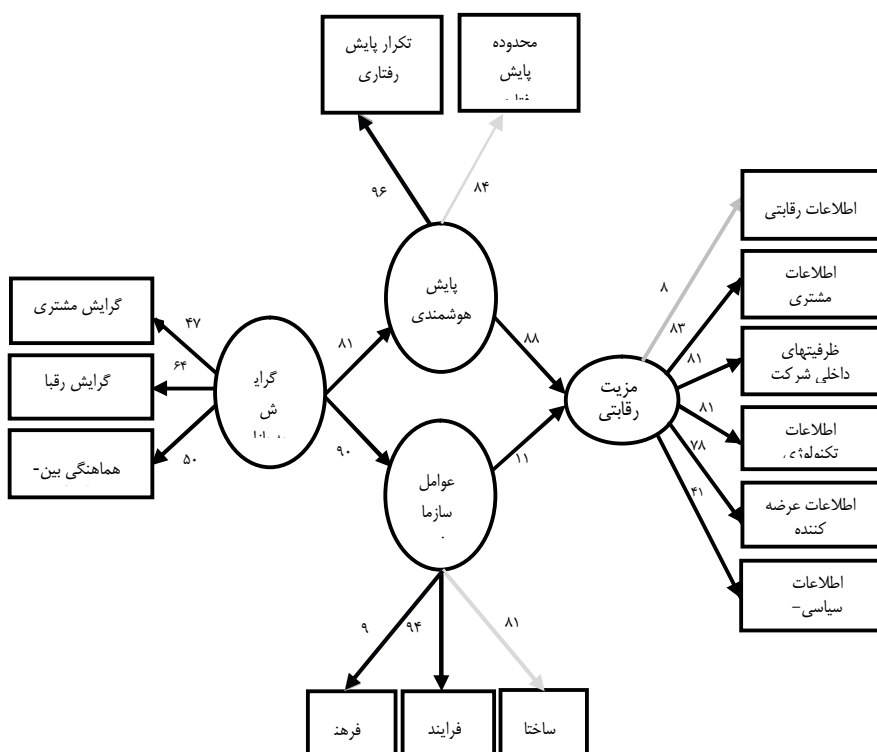 تکرار پایش
رفتاری
محدوده
پایش
۹۶
۸۴
اطلاعات رقابتی
پایش
هوشمندی
۸
اطلاعات
مشتری
گرایش مشتری
۴۷
۸۱
۸۸
۸۳
ظرفیتهای
داخلی شرکت
گرایش رقبا
۶۴
گرای
ش
مزیت
رقابتی
۸۱
هماهنگی بین-
۵۰
۹۰
عوامل
سازما
۱۱
۸۱
اطلاعات
تکنولوژی
۷۸
اطلاعات عرضه
کننده
۴۱
اطلاعات
سیاسی-
۹
۹۴
۸۱
فرهن
فرایند
ساختا